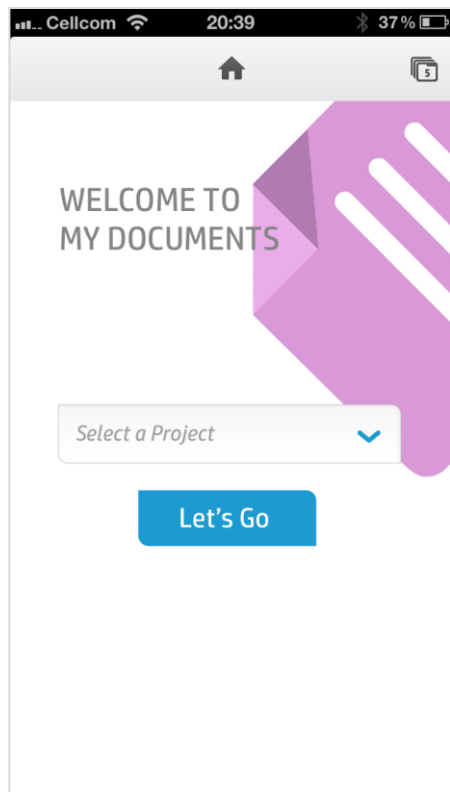 Cellcom 20:39 37%
5
WELCOME TO
MY DOCUMENTS
Select a Project
Let's Go